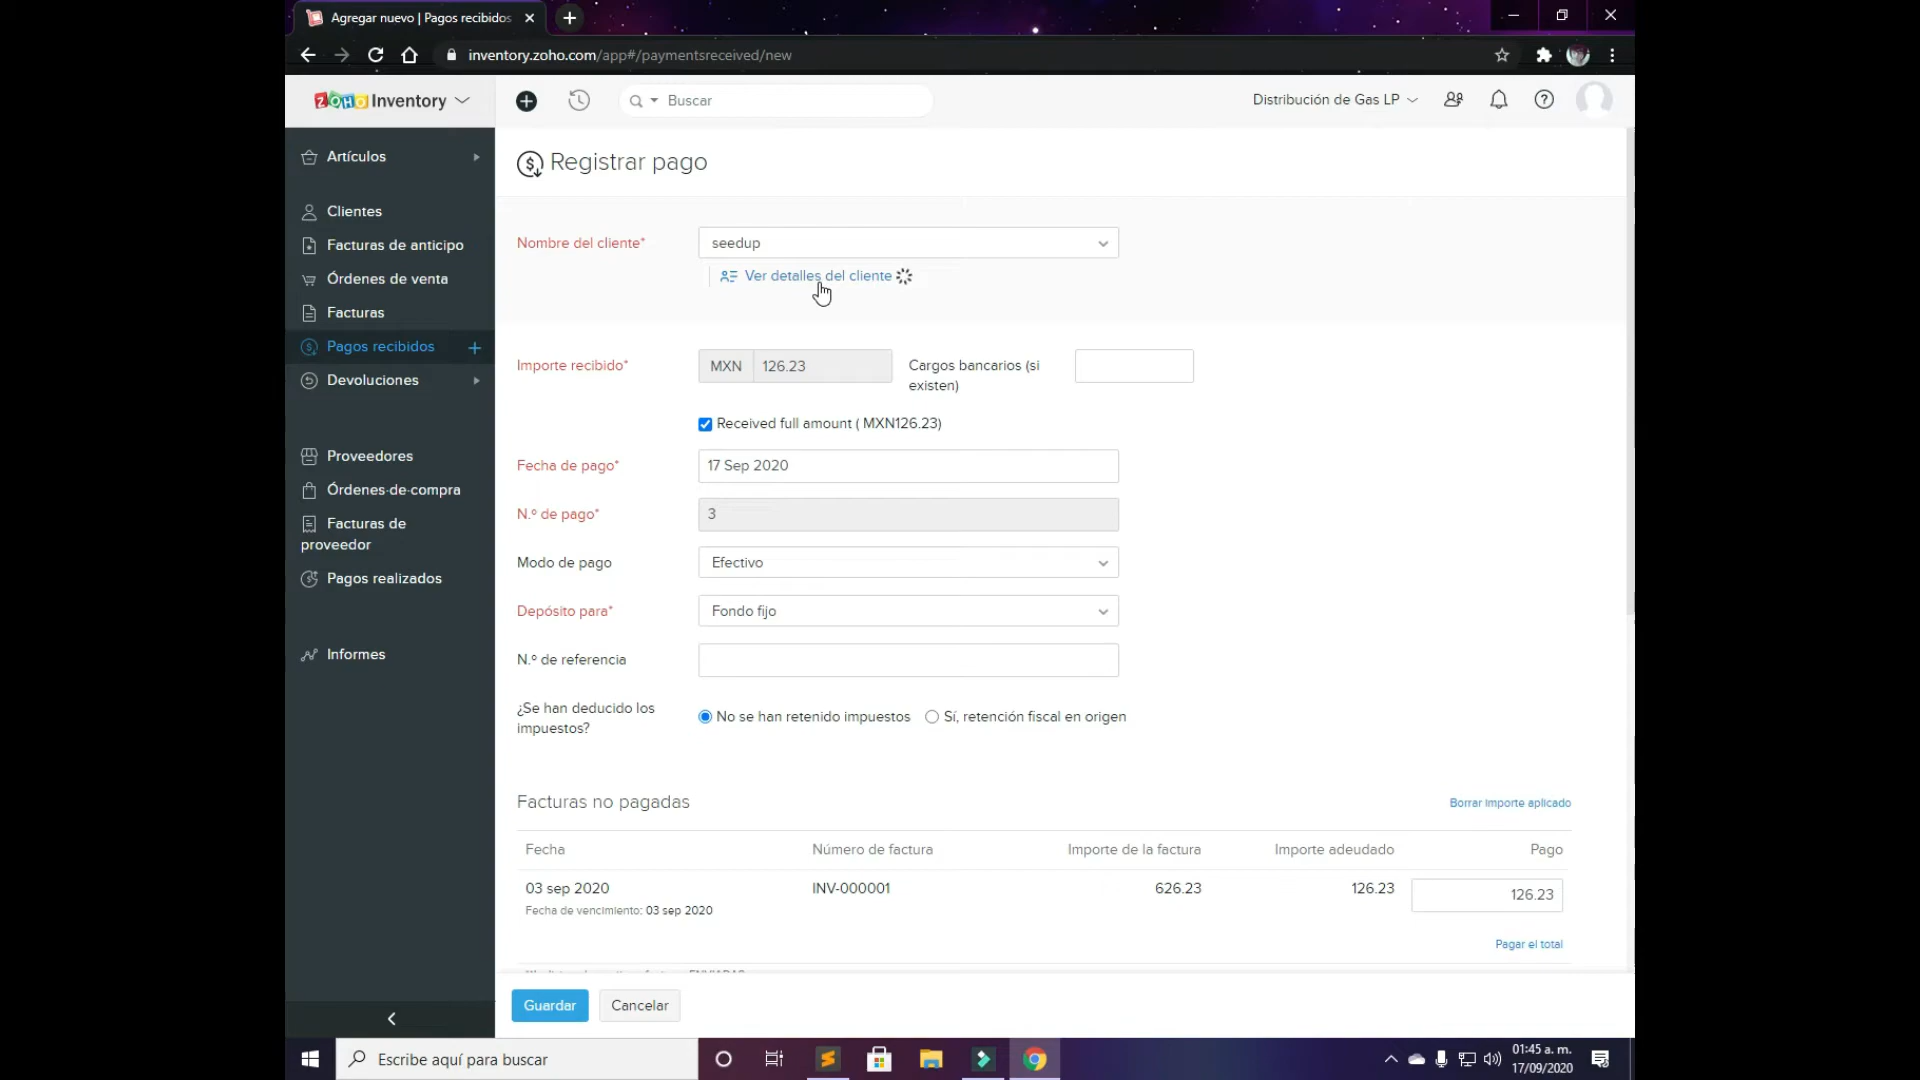 Agregar nuevo | Pagos recibidos
inventory.zoho.com/app#/paymentsreceived/new
ZOHO Inventory
Buscar
Distribución de Gas LP
Artículos
Clientes
Facturas de anticipo
Órdenes de venta
Facturas
Pagos recibidos
Devoluciones
Proveedores
Órdenes de compra
Facturas de
proveedor
Pagos realizados
Informes
Registrar pago
Nombre del cliente*
seedup
Ver detalles del cliente
Importe recibido*
MXN 126.23
Cargos bancarios (si
existen)
Received full amount ( MXN126.23)
Fecha de pago*
17 Sep 2020
N.º de pago*
3
Modo de pago
Efectivo
Depósito para*
Fondo fijo
N.º de referencia
¿Se han deducido los
impuestos?
No se han retenido impuestos
Sí, retención fiscal en origen
Facturas no pagadas
Borrar importe aplicado
Fecha Número de factura Importe de la factura Importe adeudado Pago
03 sep 2020 INV-000001 626.23 126.23 126.23
Fecha de vencimiento: 03 sep 2020
Pagar el total
Guardar
Cancelar
Escribe aquí para buscar
01:45 a. m.
17/09/2020